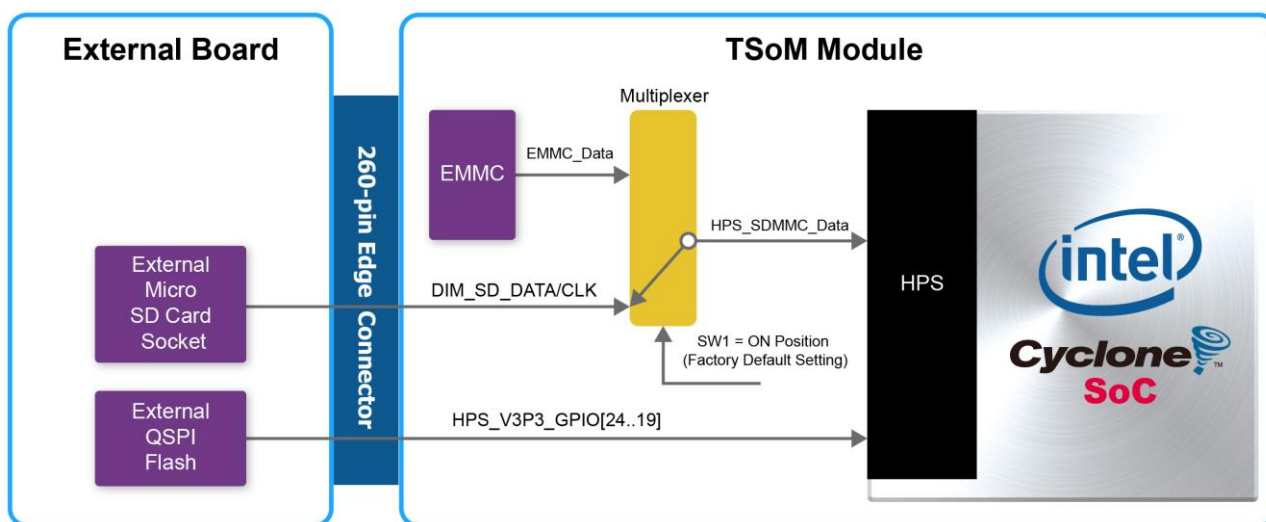 External Board
TSoM Module
260-pin Edge Connector
Multiplexer
EMMC
EMMC_Data
HPS_SDMMC_Data
External
Micro
SD Card
Socket
DIM_SD_DATA/CLK
SW1 = ON Position
(Factory Default Setting)
External
QSPI
Flash
HPS_V3P3_GPIO[24..19]
HPS
intel®
Cyclone™
SoC